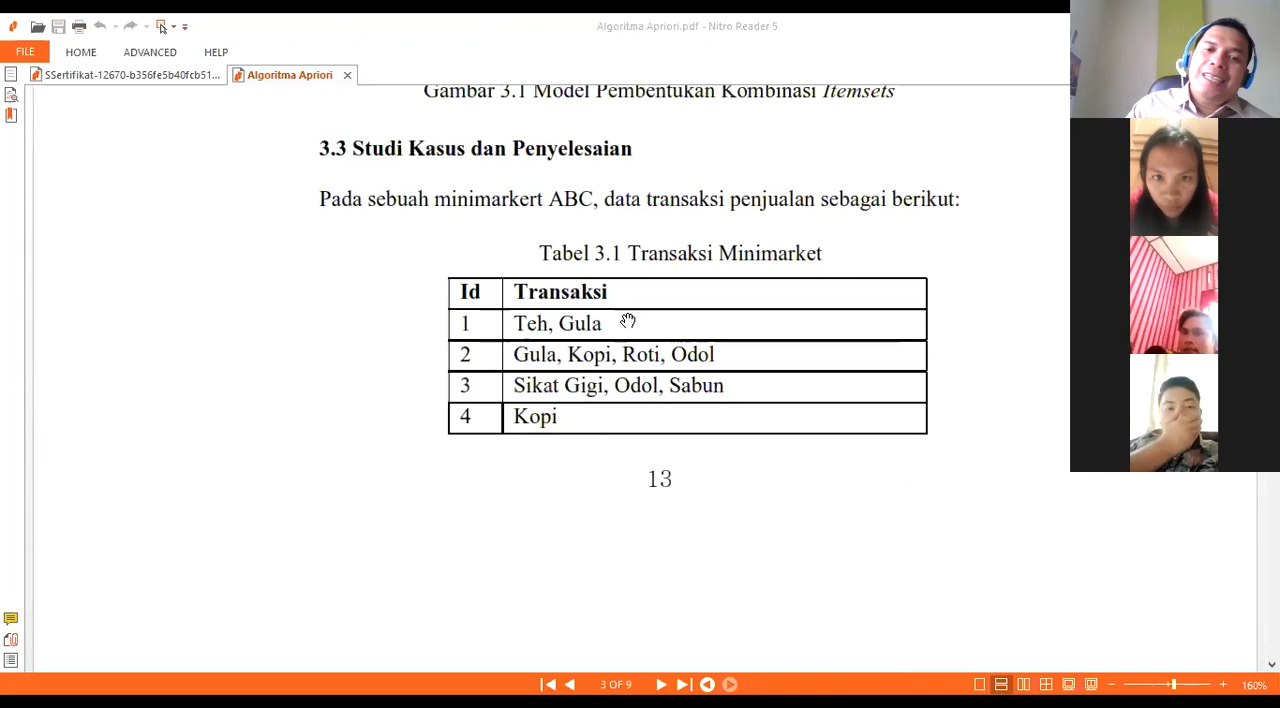 Algoritma Apriori.pdf - Nitro Reader 5
FILE HOME ADVANCED HELP
SSertifikat-12670-b356fe5b40fcb51... Algoritma Apriori
Gambar 3.1 Model Pembentukan Kombinasi Itemsets
3.3 Studi Kasus dan Penyelesaian
Pada sebuah minimarkert ABC, data transaksi penjualan sebagai berikut:
Tabel 3.1 Transaksi Minimarket
Id Transaksi
1 Teh, Gula
2 Gula, Kopi, Roti, Odol
3 Sikat Gigi, Odol, Sabun
4 Kopi
13
3 OF 9
160%